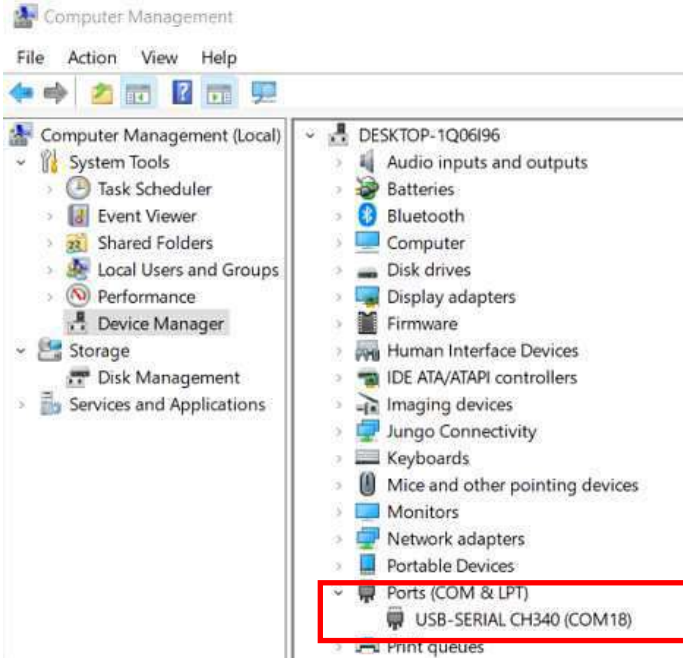 Computer Management
File Action View Help
Computer Management (Local)
System Tools
Task Scheduler
Event Viewer
Shared Folders
Local Users and Groups
Performance
Device Manager
Storage
Disk Management
Services and Applications
DESKTOP-1Q06I96
Audio inputs and outputs
Batteries
Bluetooth
Computer
Disk drives
Display adapters
Firmware
Human Interface Devices
IDE ATA/ATAPI controllers
Imaging devices
Jungo Connectivity
Keyboards
Mice and other pointing devices
Monitors
Network adapters
Portable Devices
Ports (COM & LPT)
USB-SERIAL CH340 (COM18)
Print queues